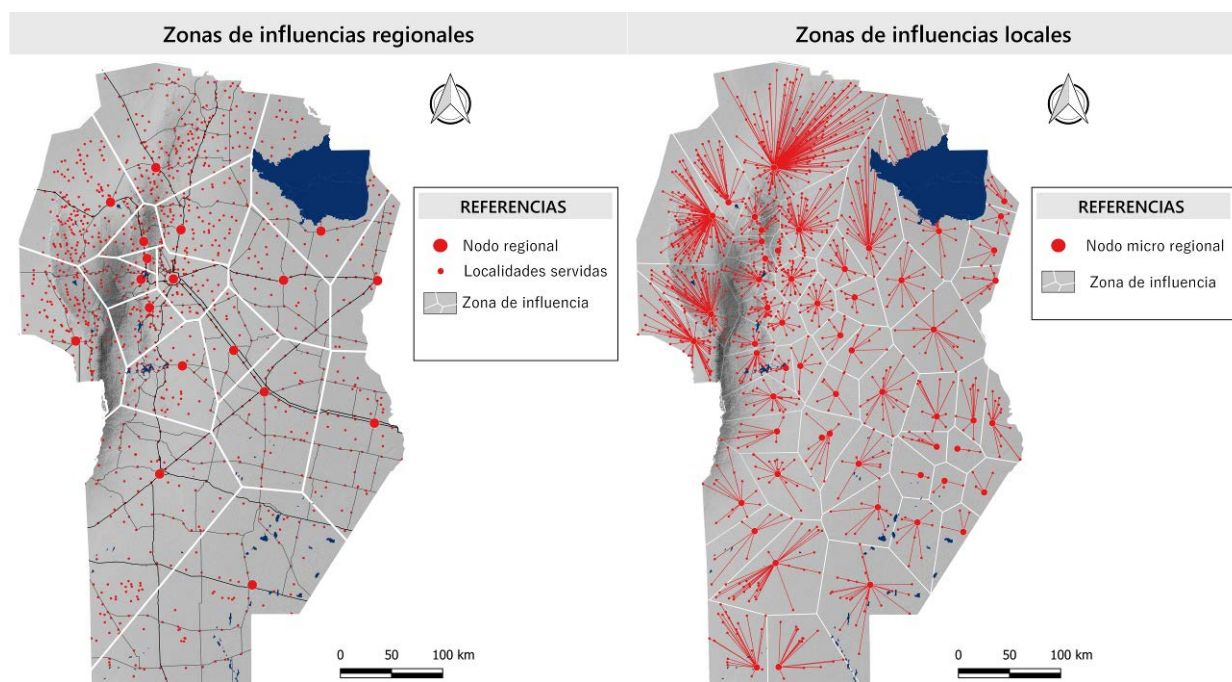 Zonas de influencias regionales
Zonas de influencias locales
REFERENCIAS
Nodo regional
Localidades servidas
Zona de influencia
0 50 100 km
REFERENCIAS
Nodo micro regional
Zona de influencia
0 50 100 km